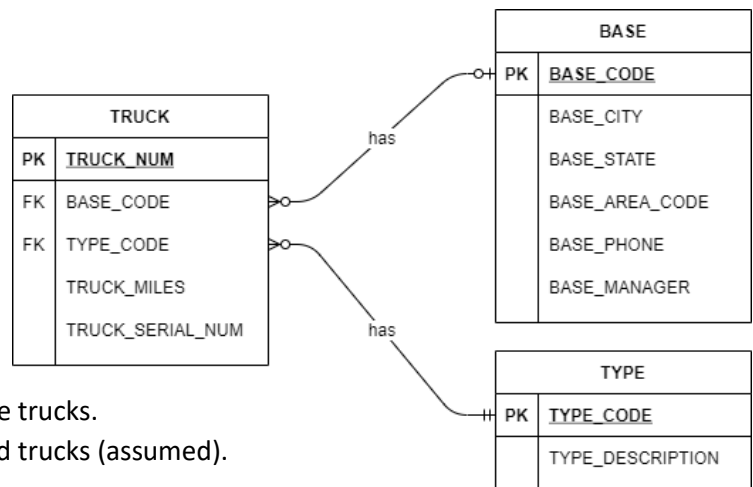 TRUCK
PK TRUCK_NUM
FK BASE_CODE
FK TYPE_CODE
TRUCK_MILES
TRUCK_SERIAL_NUM
has
has
BASE
PK BASE_CODE
BASE_CITY
BASE_STATE
BASE_AREA_CODE
BASE_PHONE
BASE_MANAGER
TYPE
PK TYPE_CODE
TYPE_DESCRIPTION
trucks.
trucks (assumed).